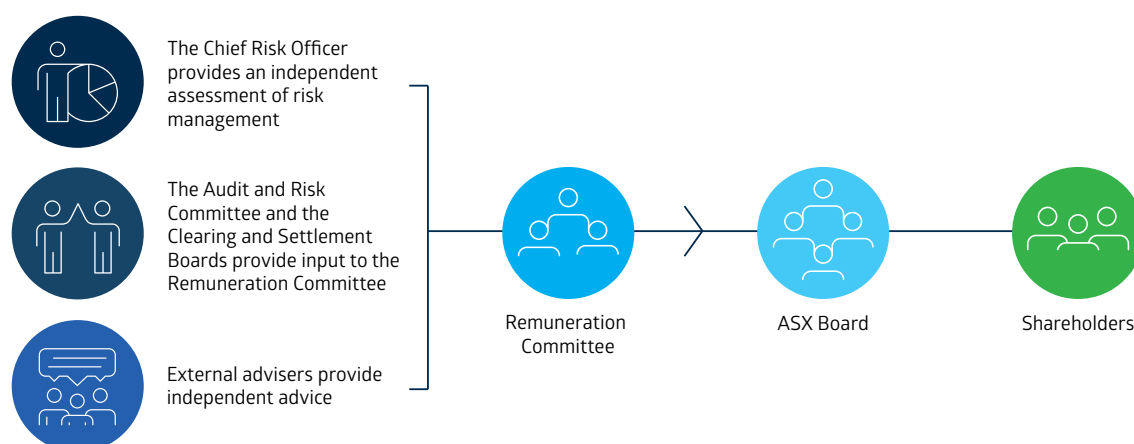 The Chief Risk Officer
provides an independent
assessment of risk
management
The Audit and Risk
Committee and the
Clearing and Settlement
Boards provide input to the
Remuneration Committee
External advisers provide
independent advice
Remuneration
Committee
ASX Board
Shareholders